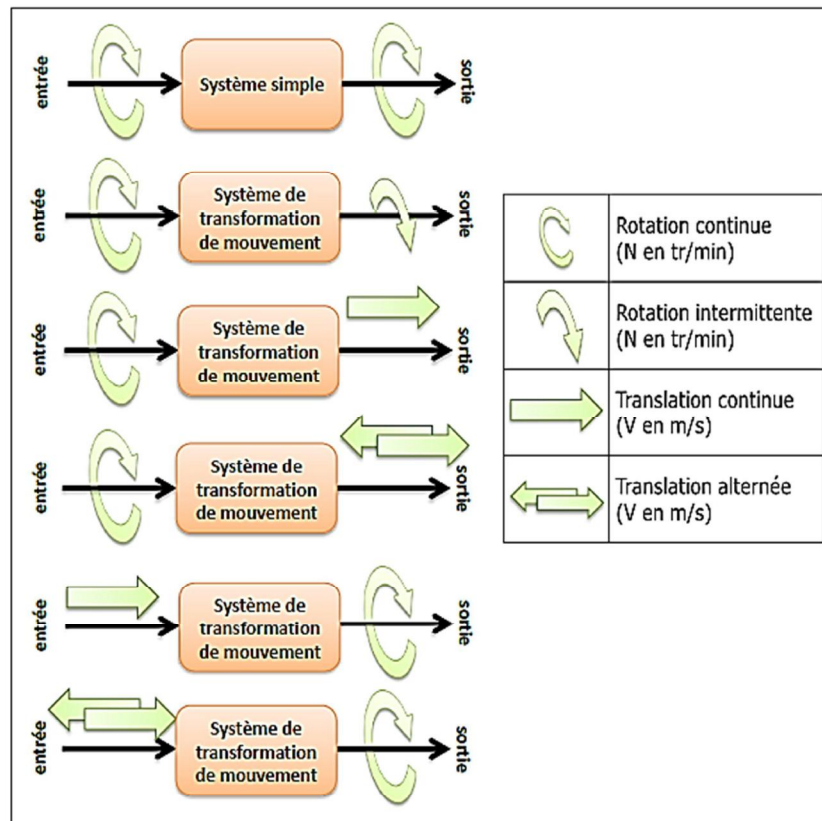 entrée
Système simple
sortie
entrée
Système de
transformation
de mouvement
sortie
entrée
Système de
transformation
de mouvement
sortie
entrée
Système de
transformation
de mouvement
sortie
entrée
Système de
transformation
de mouvement
sortie
entrée
Système de
transformation
de mouvement
sortie
Rotation continue
(N en tr/min)
Rotation intermittente
(N en tr/min)
Translation continue
(V en m/s)
Translation alternée
(V en m/s)